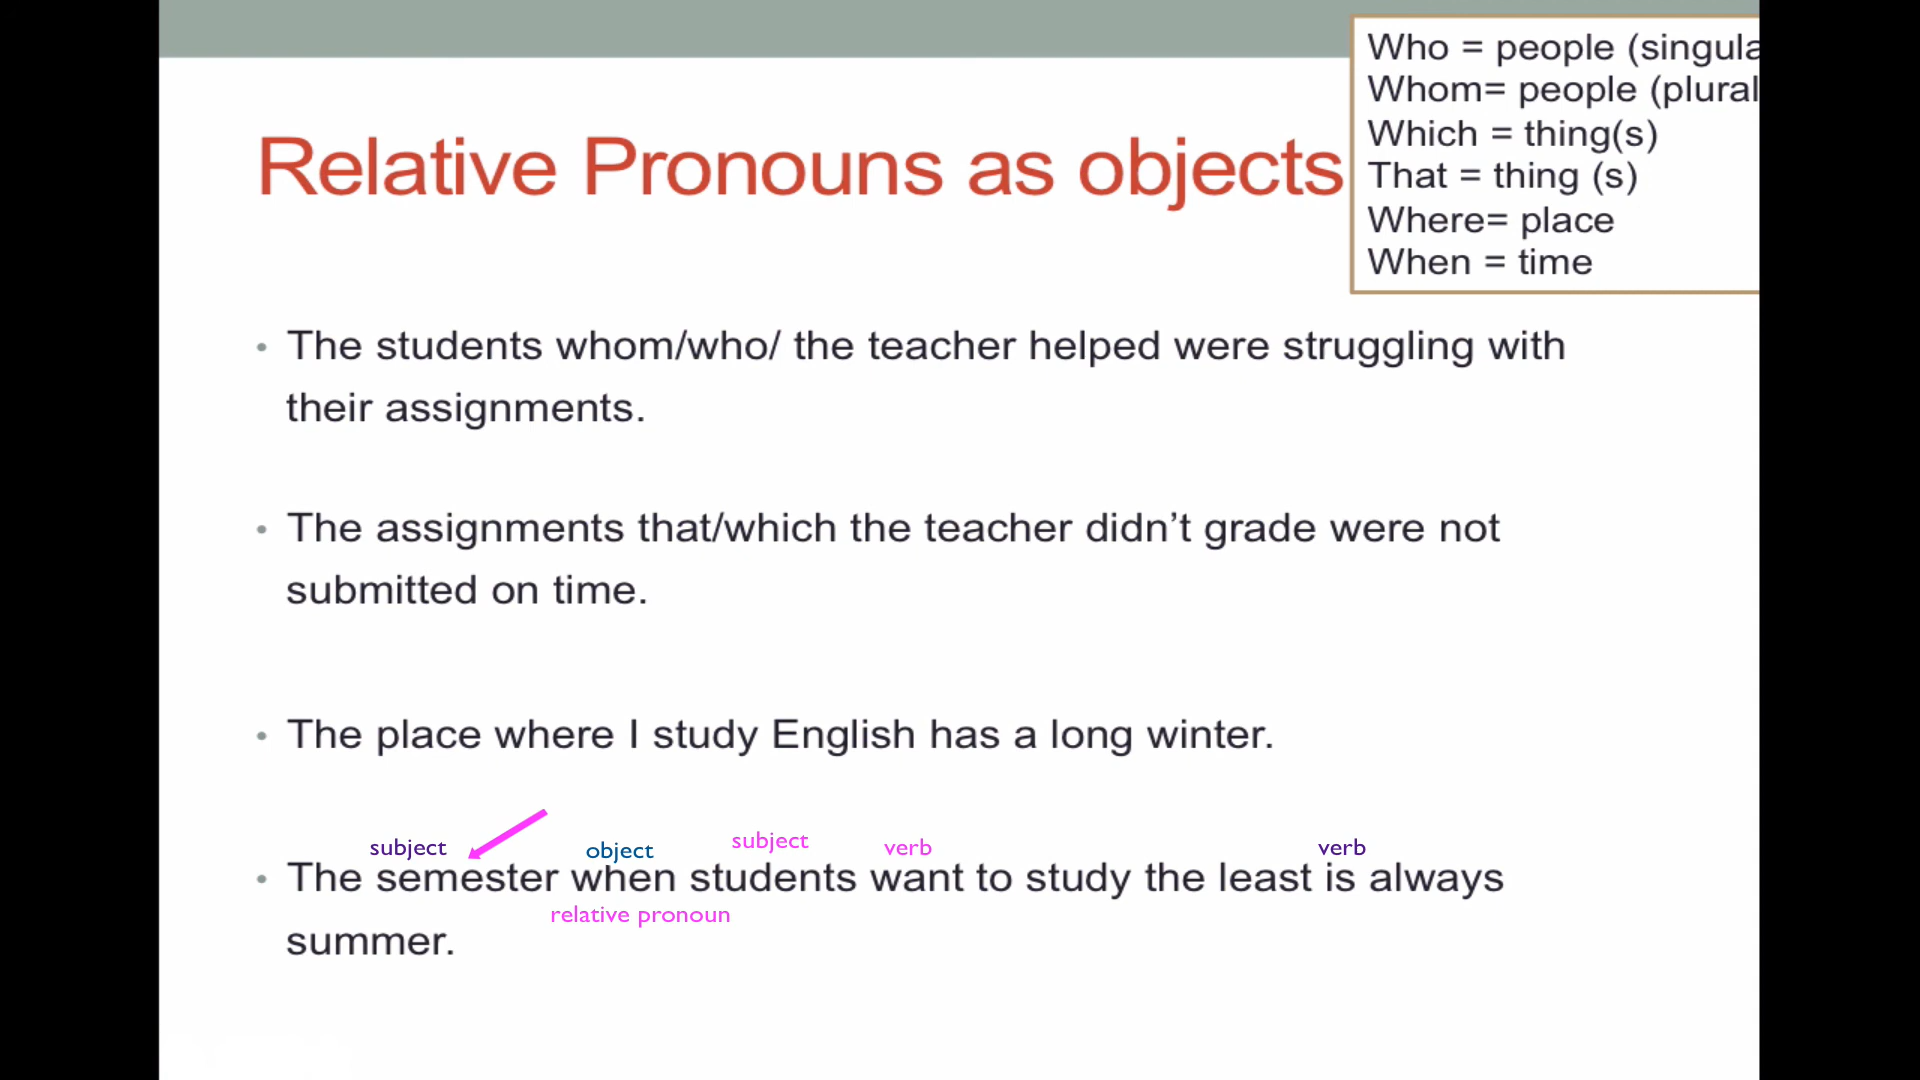 Who = people (singula
Whom= people (plural
Which = thing(s)
That = thing (s)
Where= place
When = time
Relative Pronouns as objects
• The students whom/who/ the teacher helped were struggling with
their assignments.
• The assignments that/which the teacher didn't grade were not
submitted on time.
• The place where I study English has a long winter.
subject object subject verb verb
• The semester when students want to study the least is always
relative pronoun
summer.